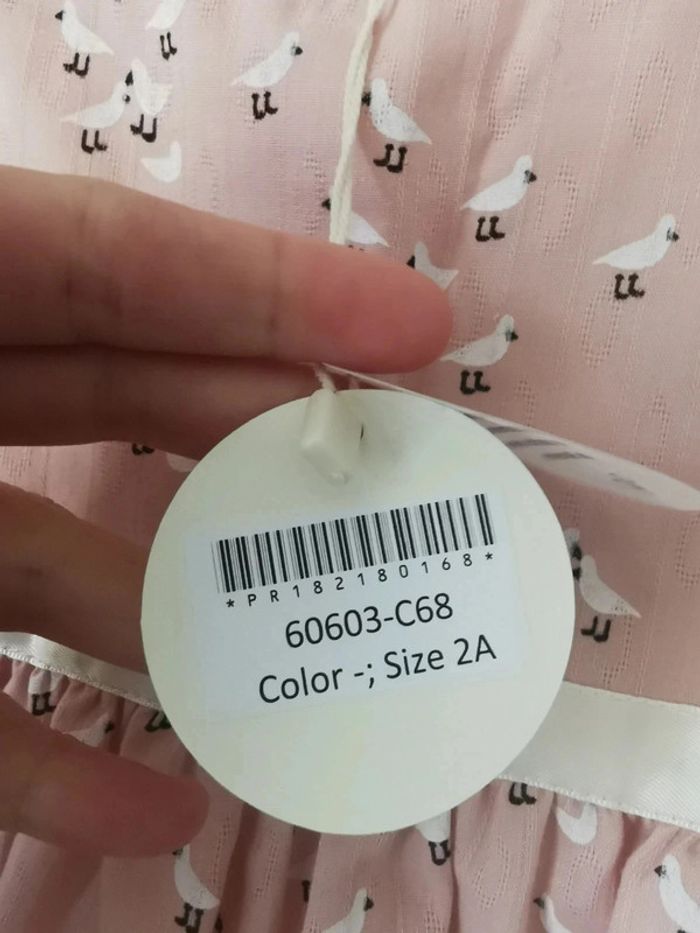 *PR182180168*
60603-C68
Color -; Size 2A